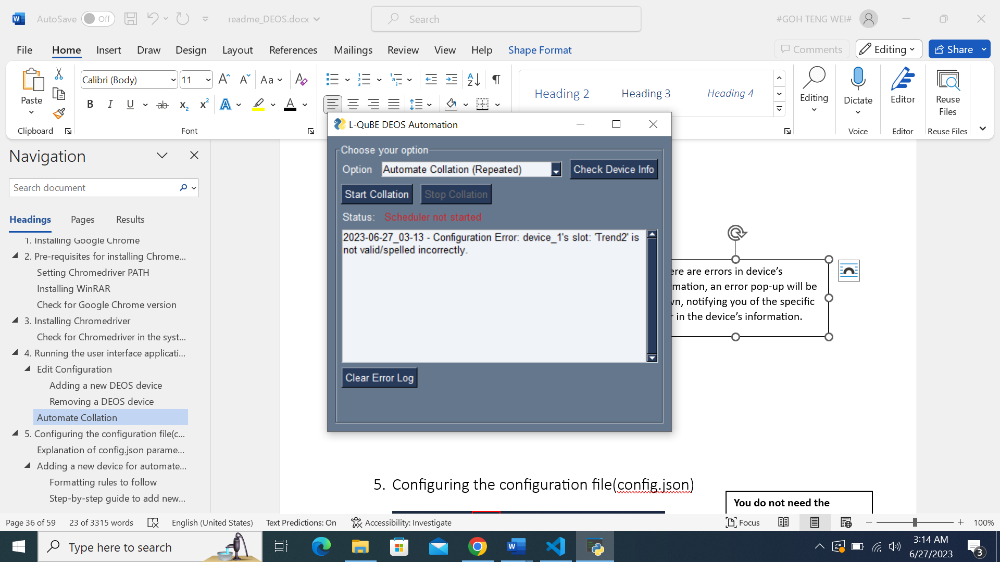 AutoSave Off readme_DEOS.docx Search #GOH TENG WEI#
File Home Insert Draw Design Layout References Mailings Review View Help Shape Format Comments Editing Share
Paste
Clipboard
Calibri (Body) 11
Font
Heading 2 Heading 3 Heading 4
Editing
Dictate
Voice
Editor
Editor
Reuse
Files
Reuse Files
Navigation
Search document
Headings Pages Results
1. Installing Google Chrome
2. Pre-requisites for installing Chrome...
Setting Chromedriver PATH
Installing WinRAR
Check for Google Chrome version
3. Installing Chromedriver
Check for Chromedriver in the syst...
4. Running the user interface applicati...
Edit Configuration
Adding a new DEOS device
Removing a DEOS device
Automate Collation
5. Configuring the configuration file(c...
Explanation of config.json parame...
Adding a new device for automate...
Formatting rules to follow
Step-by-step guide to add new...
L-QuBE DEOS Automation
Choose your option
Option Automate Collation (Repeated) Check Device Info
Start Collation Stop Collation
Status: Scheduler not started
2023-06-27_03-13 - Configuration Error: device_1's slot: 'Trend2' is
not valid/spelled incorrectly.
Clear Error Log
ere are errors in device’s
mation, an error pop-up will be
wn, notifying you of the specific
r in the device’s information.
5. Configuring the configuration file(config.json)
You do not need the
Page 36 of 59 23 of 3315 words English (United States) Text Predictions: On Accessibility: Investigate Focus 100%
Type here to search
3:14 AM
6/27/2023
3